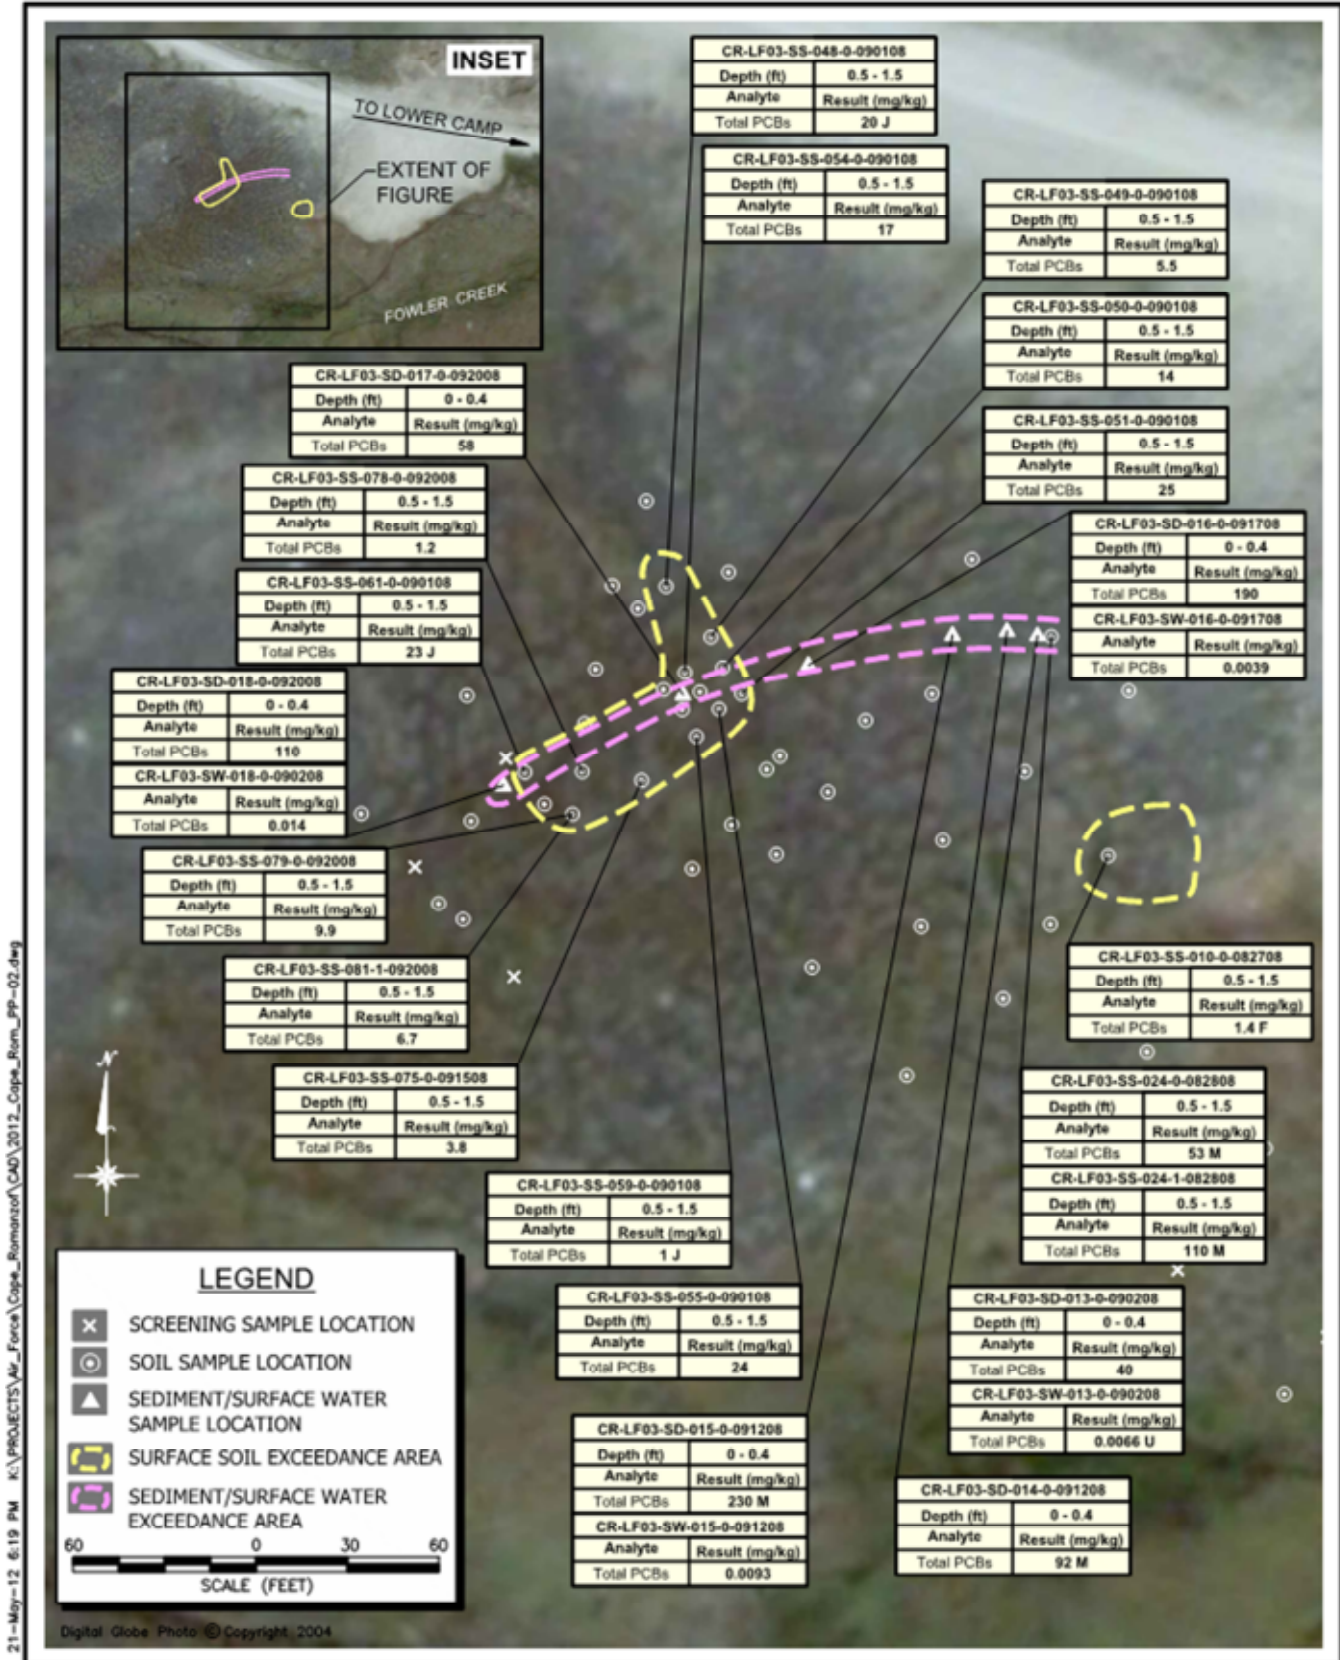 INSET
TO LOWER CAMP
EXTENT OF
FIGURE
FOWLER CREEK
CR-LF03-SS-048-0-090108
Depth (ft) 0.5 - 1.5
Analyte Result (mg/kg)
Total PCBs 20 J
CR-LF03-SS-054-0-090108
Depth (ft) 0.5 - 1.5
Analyte Result (mg/kg)
Total PCBs 17
CR-LF03-SS-049-0-090108
Depth (ft) 0.5 - 1.5
Analyte Result (mg/kg)
Total PCBs 5.5
CR-LF03-SS-050-0-090108
Depth (ft) 0.5 - 1.5
Analyte Result (mg/kg)
Total PCBs 14
CR-LF03-SS-051-0-090108
Depth (ft) 0.5 - 1.5
Analyte Result (mg/kg)
Total PCBs 25
CR-LF03-SD-016-0-091708
Depth (ft) 0 - 0.4
Analyte Result (mg/kg)
Total PCBs 190
CR-LF03-SW-016-0-091708
Analyte Result (mg/kg)
Total PCBs 0.0039
CR-LF03-SD-017-0-092008
Depth (ft) 0 - 0.4
Analyte Result (mg/kg)
Total PCBs 58
CR-LF03-SS-078-0-092008
Depth (ft) 0.5 - 1.5
Analyte Result (mg/kg)
Total PCBs 1.2
CR-LF03-SS-061-0-090108
Depth (ft) 0.5 - 1.5
Analyte Result (mg/kg)
Total PCBs 23 J
CR-LF03-SD-018-0-092008
Depth (ft) 0 - 0.4
Analyte Result (mg/kg)
Total PCBs 110
CR-LF03-SW-018-0-090208
Analyte Result (mg/kg)
Total PCBs 0.014
CR-LF03-SS-079-0-092008
Depth (ft) 0.5 - 1.5
Analyte Result (mg/kg)
Total PCBs 9.9
CR-LF03-SS-081-1-092008
Depth (ft) 0.5 - 1.5
Analyte Result (mg/kg)
Total PCBs 6.7
CR-LF03-SS-075-0-091508
Depth (ft) 0.5 - 1.5
Analyte Result (mg/kg)
Total PCBs 3.8
CR-LF03-SS-059-0-090108
Depth (ft) 0.5 - 1.5
Analyte Result (mg/kg)
Total PCBs 1 J
CR-LF03-SS-055-0-090108
Depth (ft) 0.5 - 1.5
Analyte Result (mg/kg)
Total PCBs 24
CR-LF03-SD-015-0-091208
Depth (ft) 0 - 0.4
Analyte Result (mg/kg)
Total PCBs 230 M
CR-LF03-SW-015-0-091208
Analyte Result (mg/kg)
Total PCBs 0.0093
CR-LF03-SS-010-0-082708
Depth (ft) 0.5 - 1.5
Analyte Result (mg/kg)
Total PCBs 1.4 F
CR-LF03-SS-024-0-082808
Depth (ft) 0.5 - 1.5
Analyte Result (mg/kg)
Total PCBs 53 M
CR-LF03-SS-024-1-082808
Depth (ft) 0.5 - 1.5
Analyte Result (mg/kg)
Total PCBs 110 M
CR-LF03-SD-013-0-090208
Depth (ft) 0 - 0.4
Analyte Result (mg/kg)
Total PCBs 40
CR-LF03-SW-013-0-090208
Analyte Result (mg/kg)
Total PCBs 0.0066 U
CR-LF03-SD-014-0-091208
Depth (ft) 0 - 0.4
Analyte Result (mg/kg)
Total PCBs 92 M
N
LEGEND
SCREENING SAMPLE LOCATION
SOIL SAMPLE LOCATION
SEDIMENT/SURFACE WATER
SAMPLE LOCATION
SURFACE SOIL EXCEEDANCE AREA
SEDIMENT/SURFACE WATER
EXCEEDANCE AREA
60 0 30 60
SCALE (FEET)
Digital Globe Photo © Copyright 2004
21-May-12 6:19 PM K:\PROJECTS\Air_Force\Cape_Romanzof\CAD\2012_Cape_Rom_PP-02.dwg